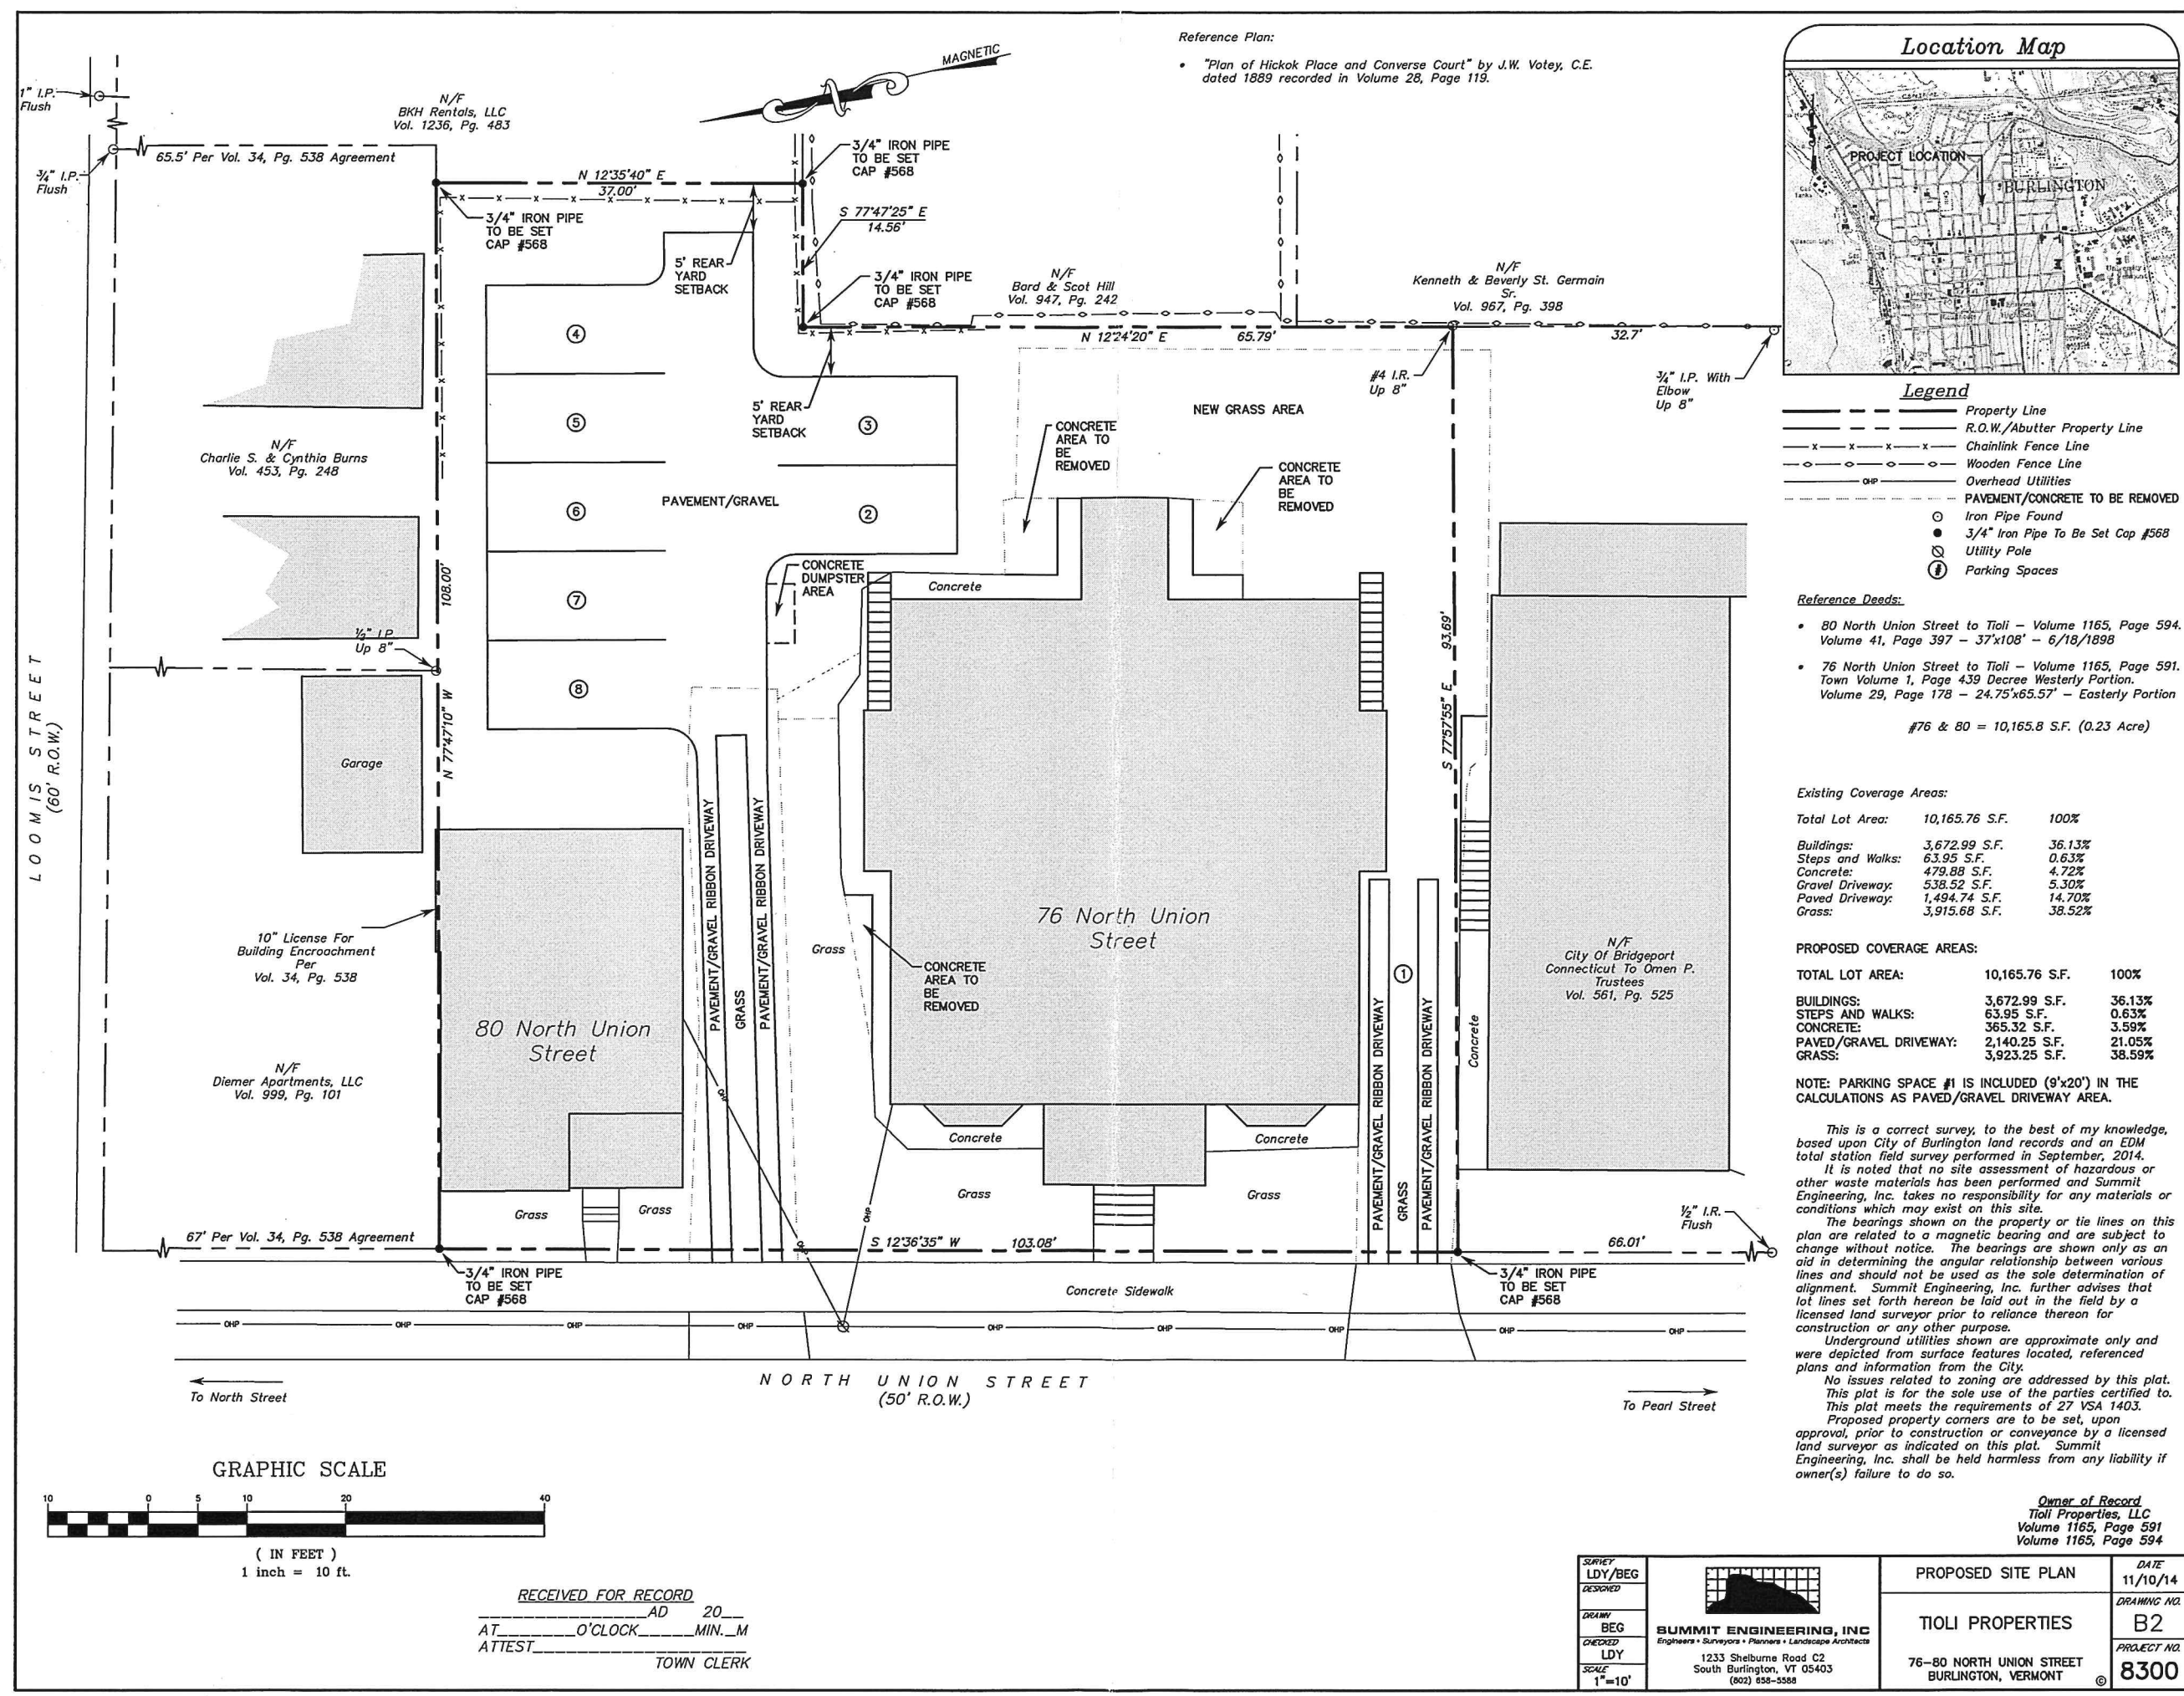 Reference Plan:
• "Plan of Hickok Place and Converse Court" by J.W. Votey, C.E.
dated 1889 recorded in Volume 28, Page 119.
MAGNETIC
N
1" I.P.
Flush
3/4" I.P.
Flush
N/F
BKH Rentals, LLC
Vol. 1236, Pg. 483
65.5' Per Vol. 34, Pg. 538 Agreement
N 12°35'40" E
37.00'
3/4" IRON PIPE
TO BE SET
CAP #568
3/4" IRON PIPE
TO BE SET
CAP #568
S 77°47'25" E
14.56'
5' REAR
YARD
SETBACK
3/4" IRON PIPE
TO BE SET
CAP #568
N/F
Bard & Scot Hill
Vol. 947, Pg. 242
N/F
Kenneth & Beverly St. Germain
Sr.
Vol. 967, Pg. 398
N 12°24'20" E 65.79'
32.7'
#4 I.R.
Up 8"
3/4" I.P. With
Elbow
Up 8"
5' REAR
YARD
SETBACK
NEW GRASS AREA
CONCRETE
AREA TO
BE
REMOVED
CONCRETE
AREA TO
BE
REMOVED
4
5
3
6
2
7
8
PAVEMENT/GRAVEL
N/F
Charlie S. & Cynthia Burns
Vol. 453, Pg. 248
CONCRETE
DUMPSTER
AREA
Concrete
108.00'
N 77°47'10" W
1/2" I.P.
Up 8"
S 77°57'55" E 93.69'
Garage
LOOMIS STREET
(60' R.O.W.)
10" License For
Building Encroachment
Per
Vol. 34, Pg. 538
80 North Union
Street
PAVEMENT/GRAVEL RIBBON DRIVEWAY
GRASS
PAVEMENT/GRAVEL RIBBON DRIVEWAY
Grass
CONCRETE
AREA TO
BE
REMOVED
76 North Union
Street
1
PAVEMENT/GRAVEL RIBBON DRIVEWAY
GRASS
PAVEMENT/GRAVEL RIBBON DRIVEWAY
Concrete
N/F
City Of Bridgeport
Connecticut To Omen P.
Trustees
Vol. 561, Pg. 525
N/F
Diemer Apartments, LLC
Vol. 999, Pg. 101
OHP
OHP
Concrete
Concrete
Grass
Grass
Grass
Grass
1/2" I.R.
Flush
67' Per Vol. 34, Pg. 538 Agreement
S 12°36'35" W 103.08'
66.01'
3/4" IRON PIPE
TO BE SET
CAP #568
3/4" IRON PIPE
TO BE SET
CAP #568
Concrete Sidewalk
OHP OHP OHP OHP OHP OHP OHP OHP OHP
NORTH UNION STREET
(50' R.O.W.)
To North Street
To Pearl Street
GRAPHIC SCALE
10 0 5 10 20 40
( IN FEET )
1 inch = 10 ft.
RECEIVED FOR RECORD
AD 20
AT O'CLOCK MIN. M
ATTEST
TOWN CLERK
Location Map
PROJECT LOCATION
BURLINGTON
Legend
Property Line
R.O.W./Abutter Property Line
x x x Chainlink Fence Line
Wooden Fence Line
OHP Overhead Utilities
PAVEMENT/CONCRETE TO BE REMOVED
Iron Pipe Found
3/4" Iron Pipe To Be Set Cap #568
Utility Pole
# Parking Spaces
Reference Deeds:
• 80 North Union Street to Tioli – Volume 1165, Page 594.
Volume 41, Page 397 – 37'x108' – 6/18/1898
• 76 North Union Street to Tioli – Volume 1165, Page 591.
Town Volume 1, Page 439 Decree Westerly Portion.
Volume 29, Page 178 – 24.75'x65.57' – Easterly Portion
#76 & 80 = 10,165.8 S.F. (0.23 Acre)
Existing Coverage Areas:
Total Lot Area: 10,165.76 S.F. 100%
Buildings: 3,672.99 S.F. 36.13%
Steps and Walks: 63.95 S.F. 0.63%
Concrete: 479.88 S.F. 4.72%
Gravel Driveway: 538.52 S.F. 5.30%
Paved Driveway: 1,494.74 S.F. 14.70%
Grass: 3,915.68 S.F. 38.52%
PROPOSED COVERAGE AREAS:
TOTAL LOT AREA: 10,165.76 S.F. 100%
BUILDINGS: 3,672.99 S.F. 36.13%
STEPS AND WALKS: 63.95 S.F. 0.63%
CONCRETE: 365.32 S.F. 3.59%
PAVED/GRAVEL DRIVEWAY: 2,140.25 S.F. 21.05%
GRASS: 3,923.25 S.F. 38.59%
NOTE: PARKING SPACE #1 IS INCLUDED (9'x20') IN THE
CALCULATIONS AS PAVED/GRAVEL DRIVEWAY AREA.
This is a correct survey, to the best of my knowledge,
based upon City of Burlington land records and an EDM
total station field survey performed in September, 2014.
It is noted that no site assessment of hazardous or
other waste materials has been performed and Summit
Engineering, Inc. takes no responsibility for any materials or
conditions which may exist on this site.
The bearings shown on the property or tie lines on this
plan are related to a magnetic bearing and are subject to
change without notice. The bearings are shown only as an
aid in determining the angular relationship between various
lines and should not be used as the sole determination of
alignment. Summit Engineering, Inc. further advises that
lot lines set forth hereon be laid out in the field by a
licensed land surveyor prior to reliance thereon for
construction or any other purpose.
Underground utilities shown are approximate only and
were depicted from surface features located, referenced
plans and information from the City.
No issues related to zoning are addressed by this plat.
This plat is for the sole use of the parties certified to.
This plat meets the requirements of 27 VSA 1403.
Proposed property corners are to be set, upon
approval, prior to construction or conveyance by a licensed
land surveyor as indicated on this plat. Summit
Engineering, Inc. shall be held harmless from any liability if
owner(s) failure to do so.
Owner of Record
Tioli Properties, LLC
Volume 1165, Page 591
Volume 1165, Page 594
SURVEY
LDY/BEG
DESIGNED
DRAWN
BEG
CHECKED
LDY
SCALE
1"=10'
SUMMIT ENGINEERING, INC
Engineers • Surveyors • Planners • Landscape Architects
1233 Shelburne Road C2
South Burlington, VT 05403
(802) 658-5588
PROPOSED SITE PLAN
TIOLI PROPERTIES
76–80 NORTH UNION STREET
BURLINGTON, VERMONT ©
DATE
11/10/14
DRAWING NO.
B2
PROJECT NO.
8300